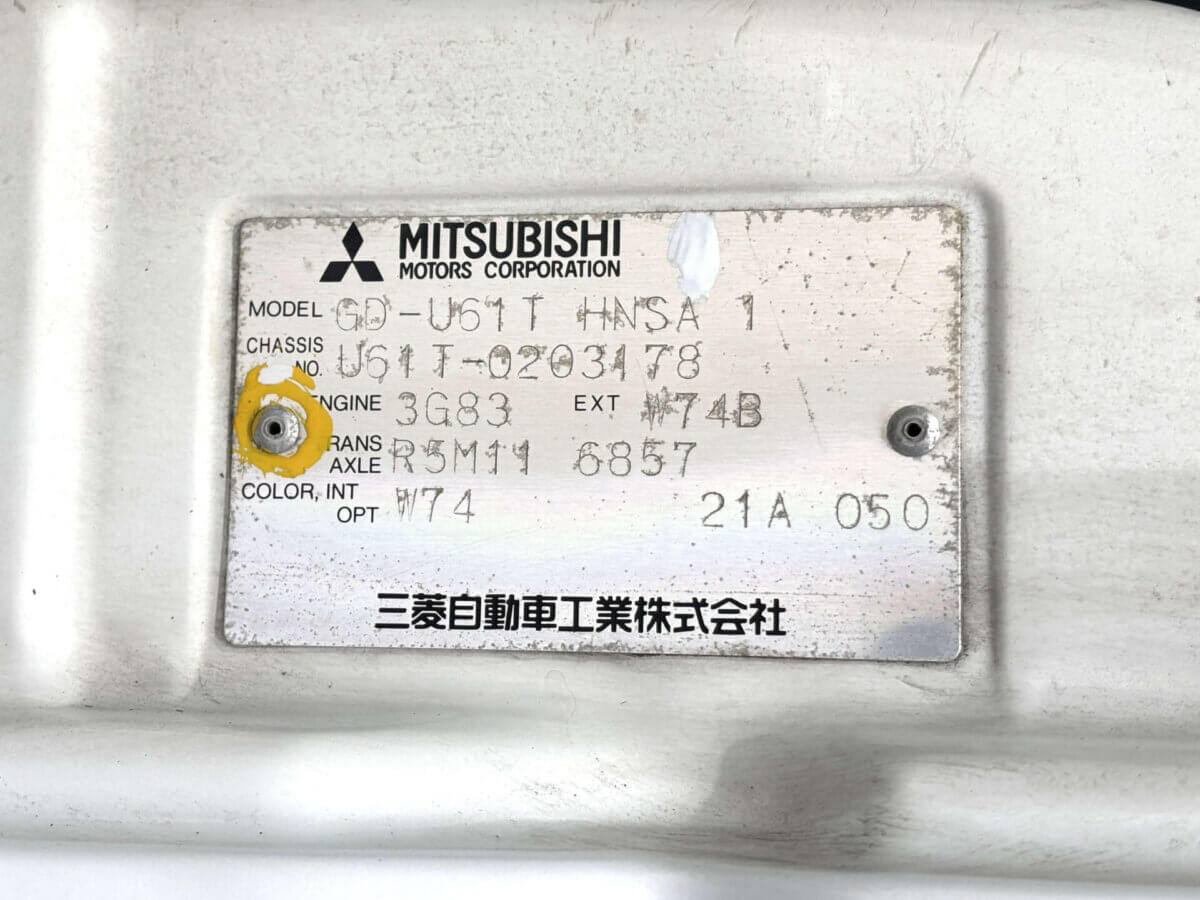 MITSUBISHI
MOTORS CORPORATION
MODEL GD-U61T HNSA 1
CHASSIS
NO. U61T-0203178
ENGINE 3G83 EXT W74B
RANS
AXLE R5M11 6857
COLOR, INT
OPT W74 21A 050
三菱自動車工業株式会社